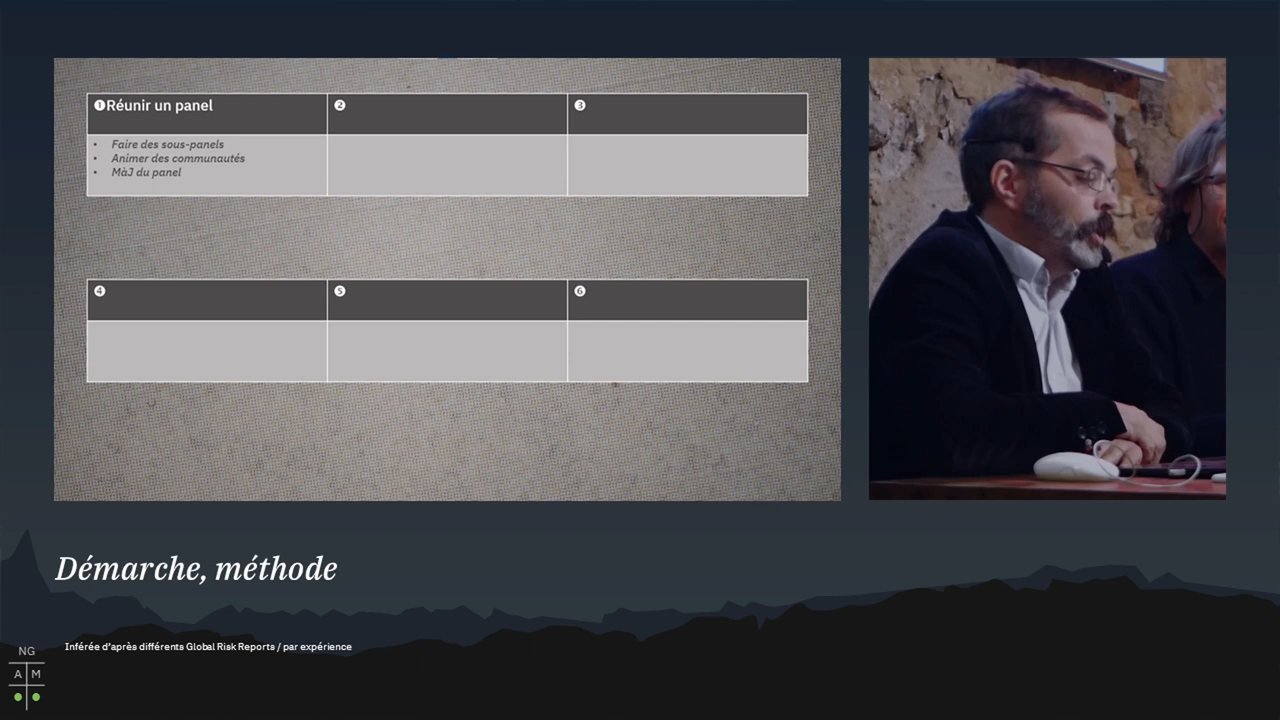 ❶Réunir un panel
❷
❸
• Faire des sous-panels
• Animer des communautés
• MàJ du panel
❹
❺
❻
Démarche, méthode
Inférée d’après différents Global Risk Reports / par expérience
NG
A M